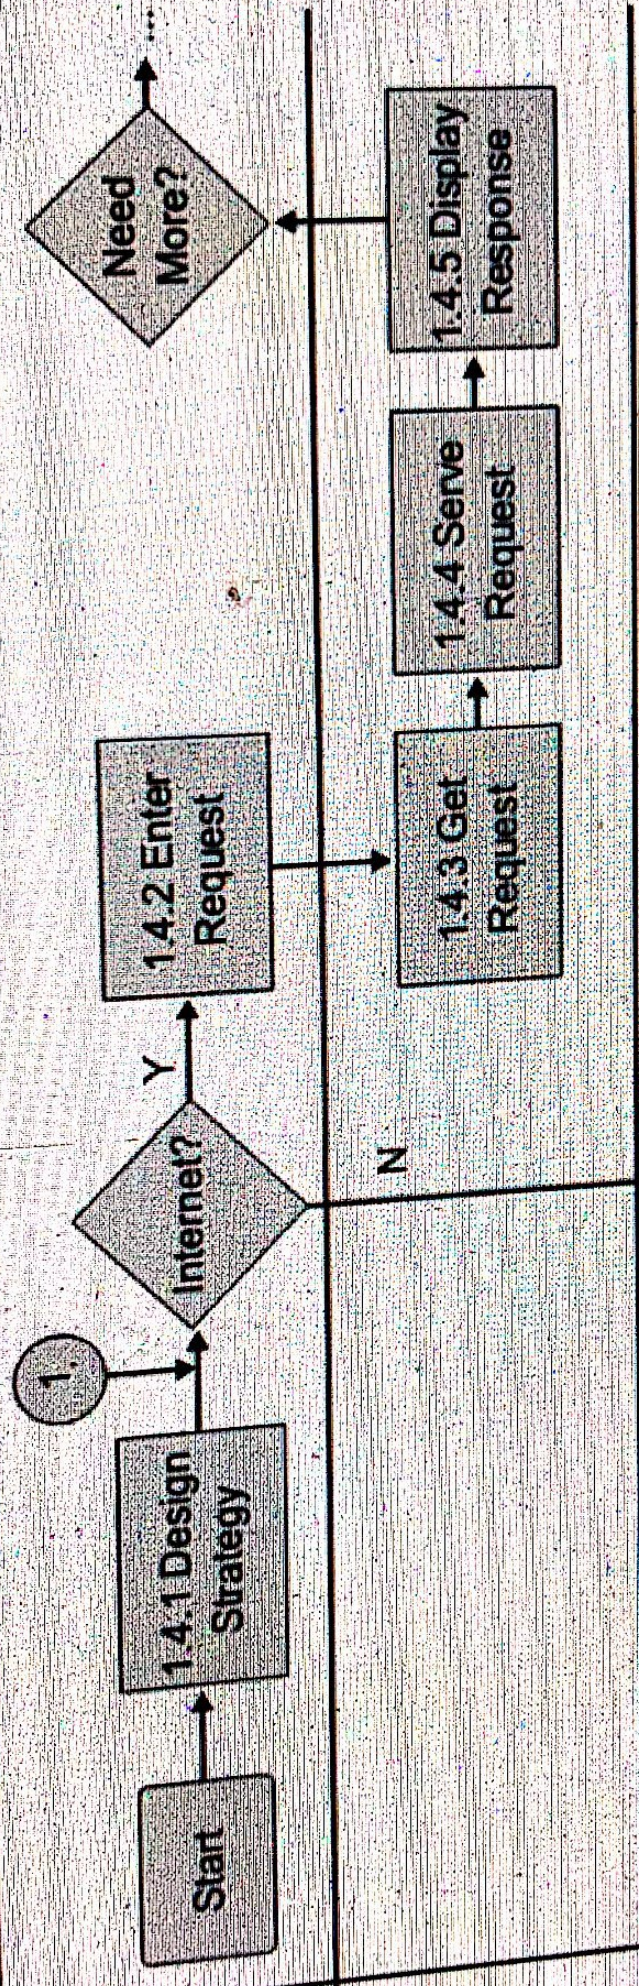 Start
1.4.1 Design
Strategy
1.
Internet?
Y
N
1.4.2 Enter
Request
1.4.3 Get
Request
1.4.4 Serve
Request
1.4.5 Display
Response
Need
More?
...